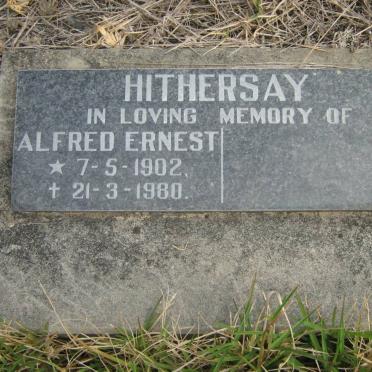 HITHERSAY
IN LOVING MEMORY OF
ALFRED ERNEST
★ 7-5-1902.
✝ 21-3-1980.